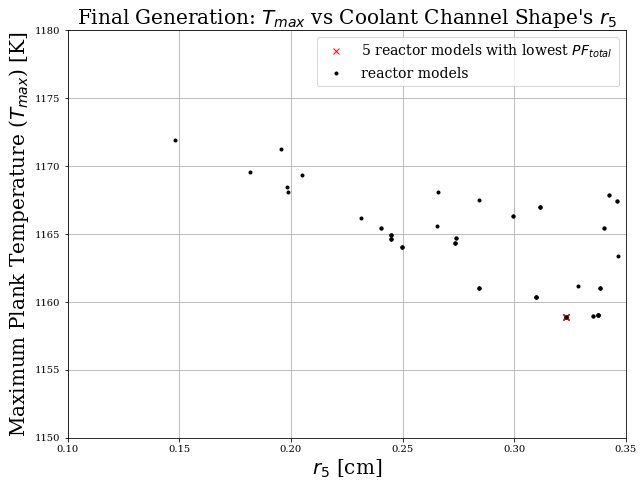 Final Generation: T_max vs Coolant Channel Shape's r_5
5 reactor models with lowest PF_total
reactor models
Maximum Plank Temperature (T_max) [K]
1180
1175
1170
1165
1160
1155
1150
0.10 0.15 0.20 0.25 0.30 0.35
r_5 [cm]